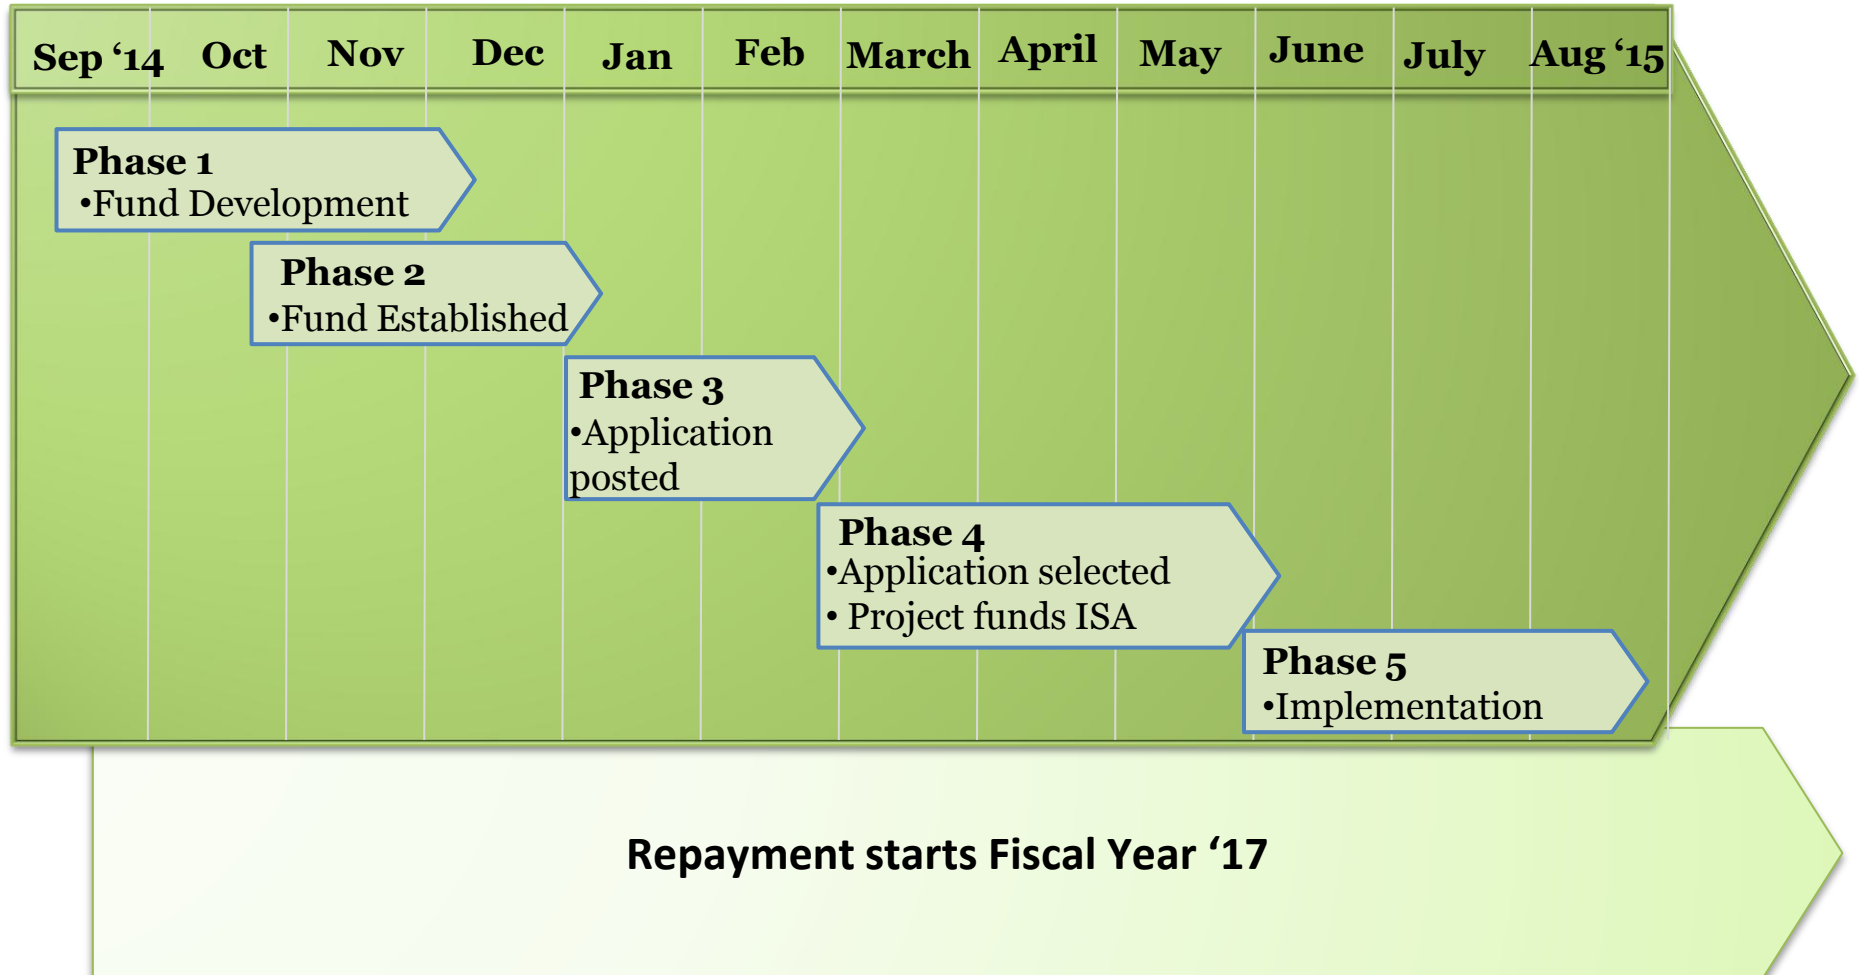 Sep ‘14 Oct Nov Dec Jan Feb March April May June July Aug ‘15
Phase 1
•Fund Development
Phase 2
•Fund Established
Phase 3
•Application
posted
Phase 4
•Application selected
• Project funds ISA
Phase 5
•Implementation
Repayment starts Fiscal Year ‘17